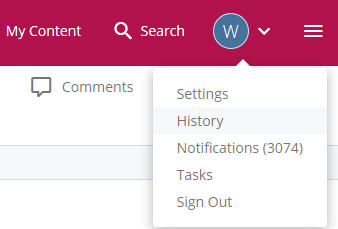 My Content
Search
W
Comments
Settings
History
Notifications (3074)
Tasks
Sign Out